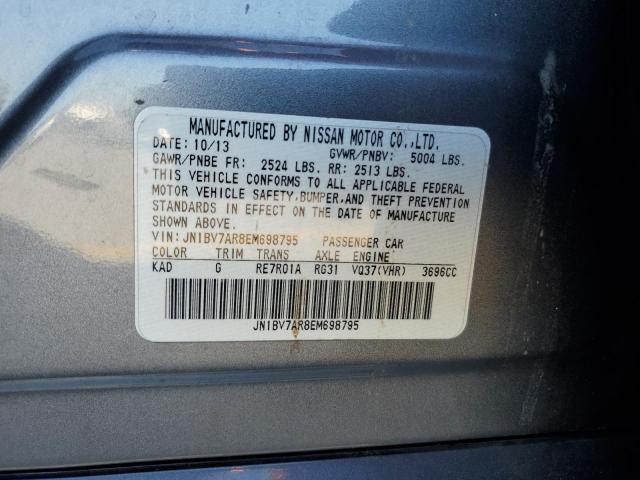 MANUFACTURED BY NISSAN MOTOR CO.,LTD.
DATE: 10/13 GVWR/PNBV: 5004 LBS.
GAWR/PNBE FR: 2524 LBS. RR: 2513 LBS.
THIS VEHICLE CONFORMS TO ALL APPLICABLE FEDERAL
MOTOR VEHICLE SAFETY,BUMPER,AND THEFT PREVENTION
STANDARDS IN EFFECT ON THE DATE OF MANUFACTURE
SHOWN ABOVE.
VIN:JN1BV7AR8EM698795 PASSENGER CAR
COLOR TRIM TRANS AXLE ENGINE
KAD G RE7R01A RG31 VQ37(VHR) 3696CC
JN1BV7AR8EM698795